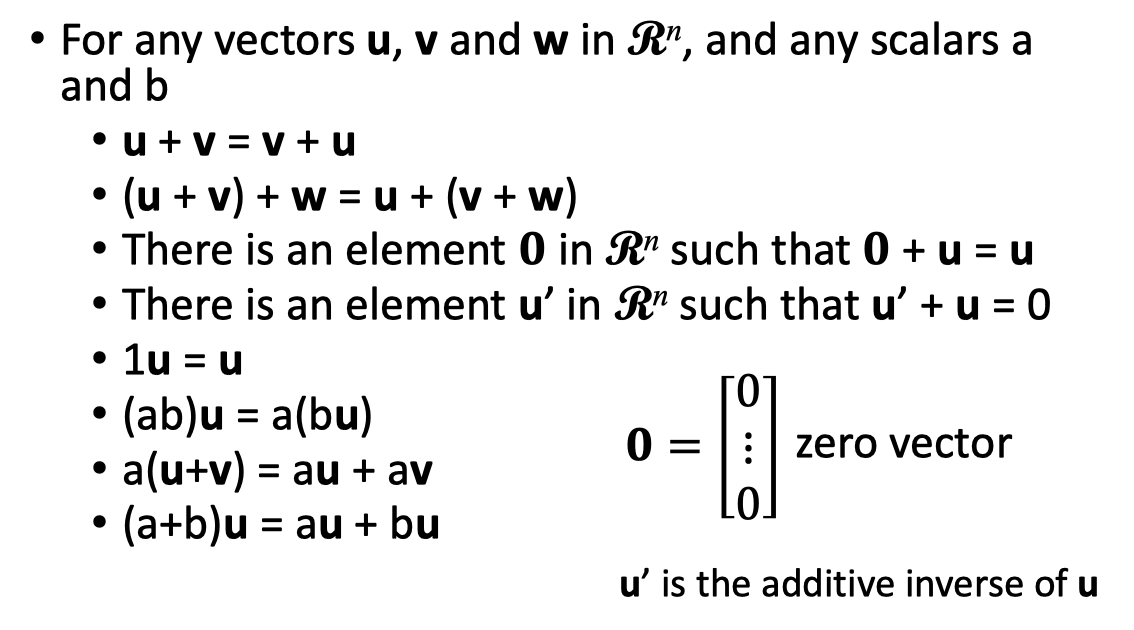 • For any vectors u, v and w in ℛⁿ, and any scalars a
and b
• u + v = v + u
• (u + v) + w = u + (v + w)
• There is an element 0 in ℛⁿ such that 0 + u = u
• There is an element u’ in ℛⁿ such that u’ + u = 0
• 1u = u
• (ab)u = a(bu)
• a(u+v) = au + av
• (a+b)u = au + bu
0 = [0 ⋮ 0] zero vector
u’ is the additive inverse of u